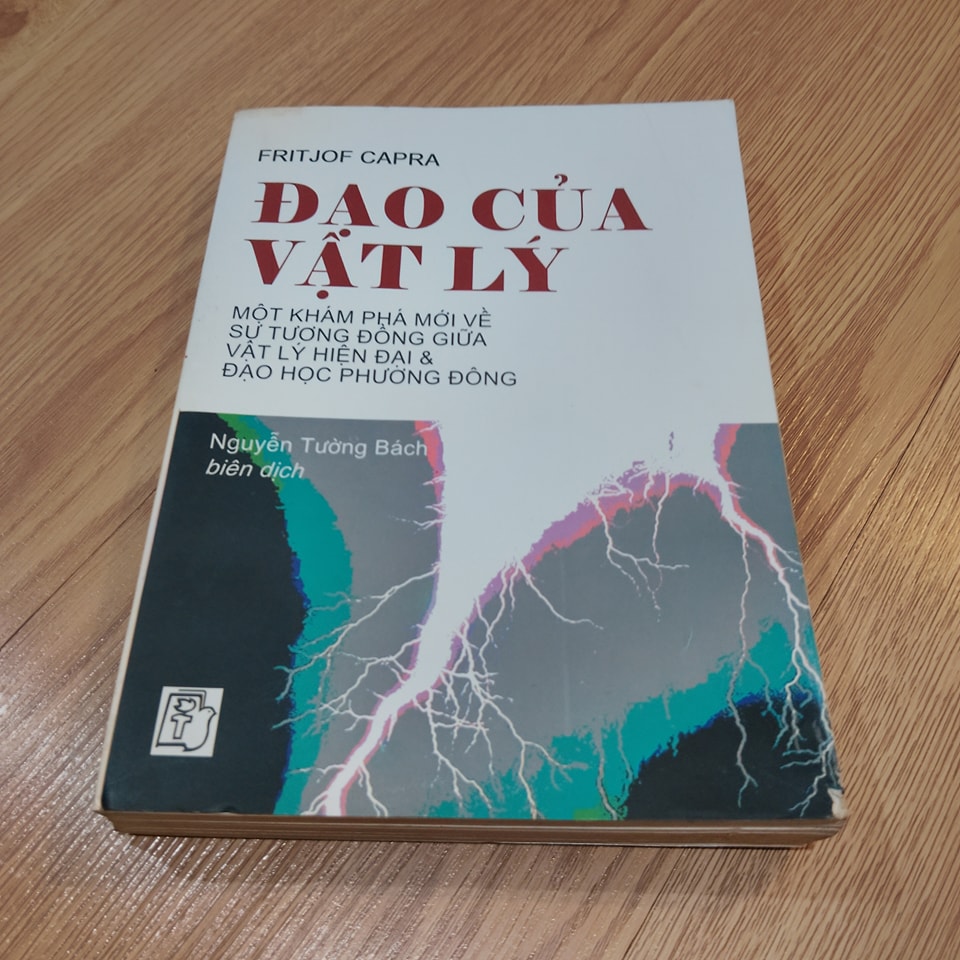 FRITJOF CAPRA
ĐẠO CỦA
VẬT LÝ
MỘT KHÁM PHÁ MỚI VỀ
SỰ TƯƠNG ĐỒNG GIỮA
VẬT LÝ HIỆN ĐẠI &
ĐẠO HỌC PHƯƠNG ĐÔNG
Nguyễn Tường Bách
biên dịch
T